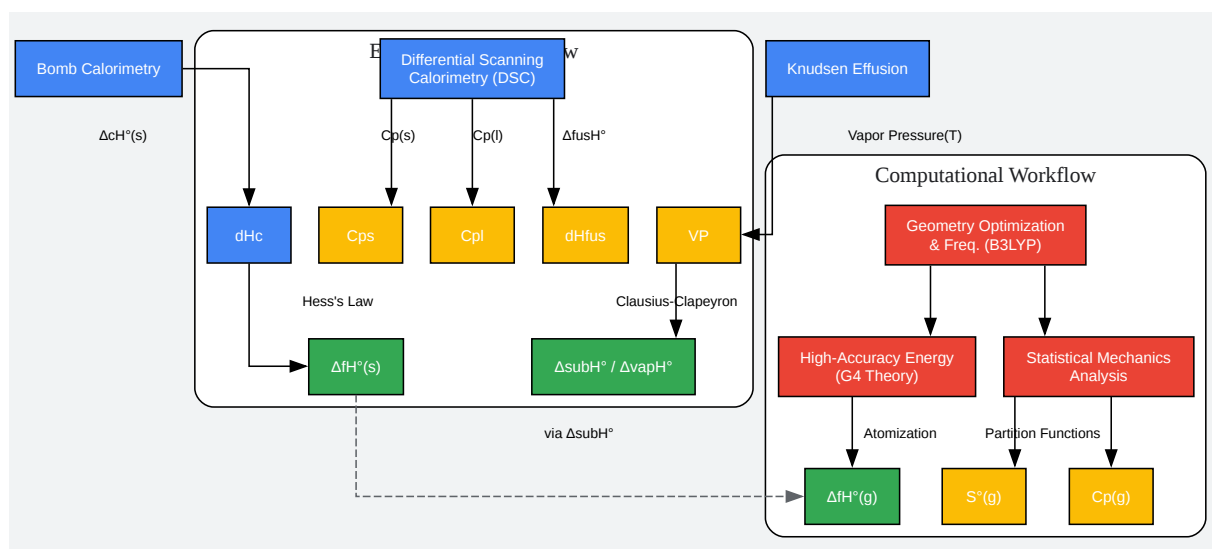 Bomb Calorimetry
Differential Scanning
Calorimetry (DSC)
Knudsen Effusion
ΔcH°(s)
Cp(s)
Cp(l)
ΔfusH°
Vapor Pressure(T)
Computational Workflow
dHc
Cps
Cpl
dHfus
VP
Geometry Optimization
& Freq. (B3LYP)
Hess's Law
Clausius-Clapeyron
ΔfH°(s)
ΔsubH° / ΔvapH°
High-Accuracy Energy
(G4 Theory)
Statistical Mechanics
Analysis
via ΔsubH°
Atomization
Partition Functions
ΔfH°(g)
S°(g)
Cp(g)